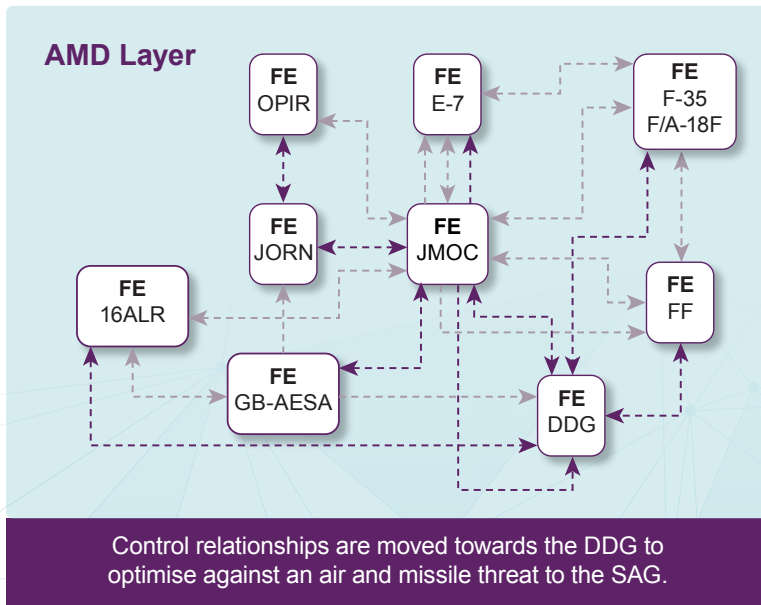 AMD Layer
FE
OPIR
FE
E-7
FE
F-35
F/A-18F
FE
JORN
FE
JMOC
FE
16ALR
FE
FF
FE
GB-AESA
FE
DDG
Control relationships are moved towards the DDG to
optimise against an air and missile threat to the SAG.